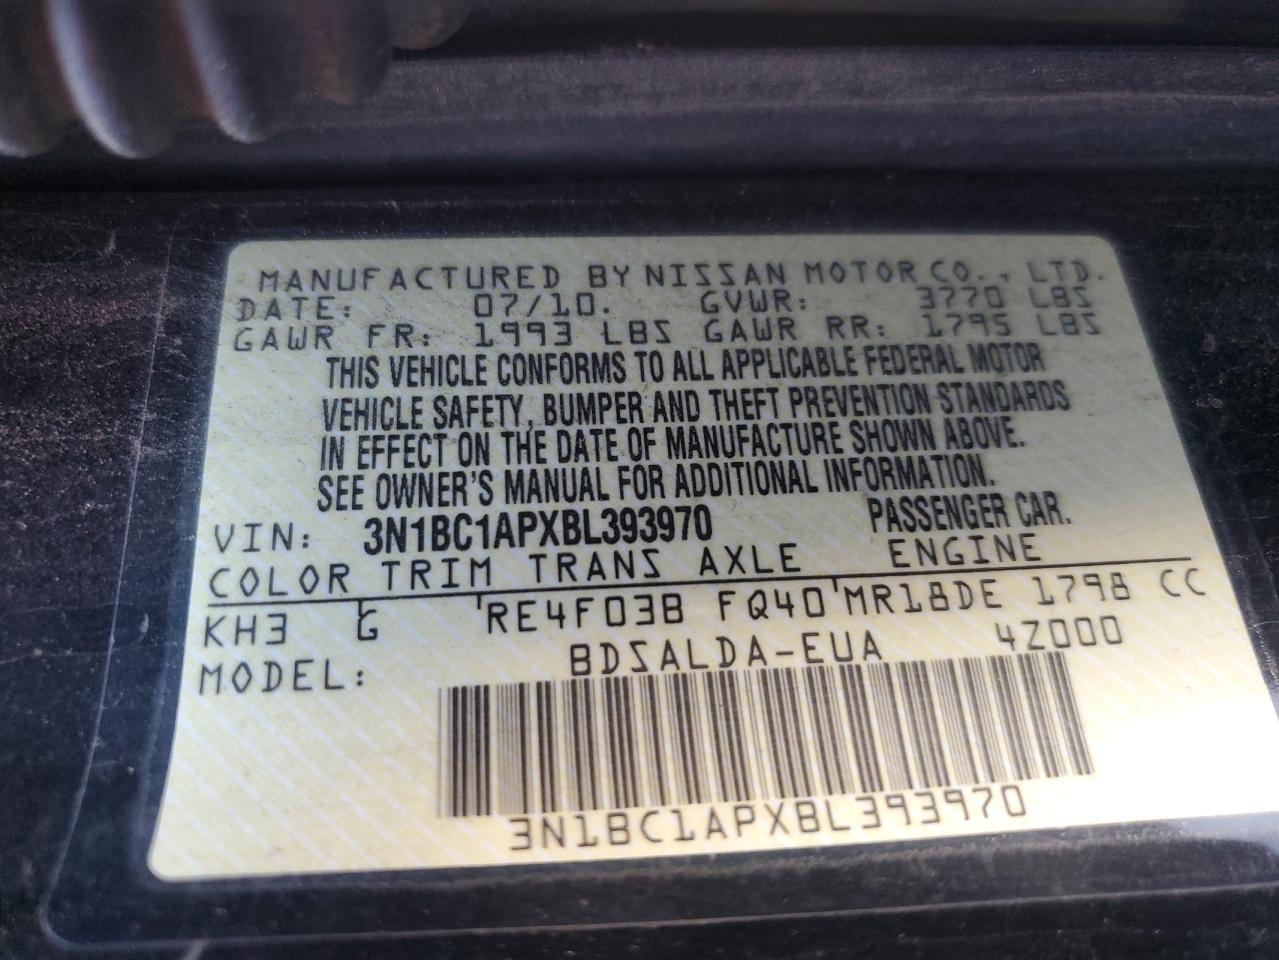 MANUFACTURED BY NISSAN MOTOR CO., LTD.
DATE: 07/10. GVWR: 3770 LBS
GAWR FR: 1993 LBS GAWR RR: 1795 LBS
THIS VEHICLE CONFORMS TO ALL APPLICABLE FEDERAL MOTOR
VEHICLE SAFETY, BUMPER AND THEFT PREVENTION STANDARDS
IN EFFECT ON THE DATE OF MANUFACTURE SHOWN ABOVE.
SEE OWNER'S MANUAL FOR ADDITIONAL INFORMATION.
VIN: 3N1BC1APXBL393970 PASSENGER CAR.
COLOR TRIM TRANS AXLE ENGINE
KH3 G RE4F03B FQ40 MR18DE 1798 CC
MODEL: BDSALDA-EUA 4Z000
3N1BC1APXBL393970